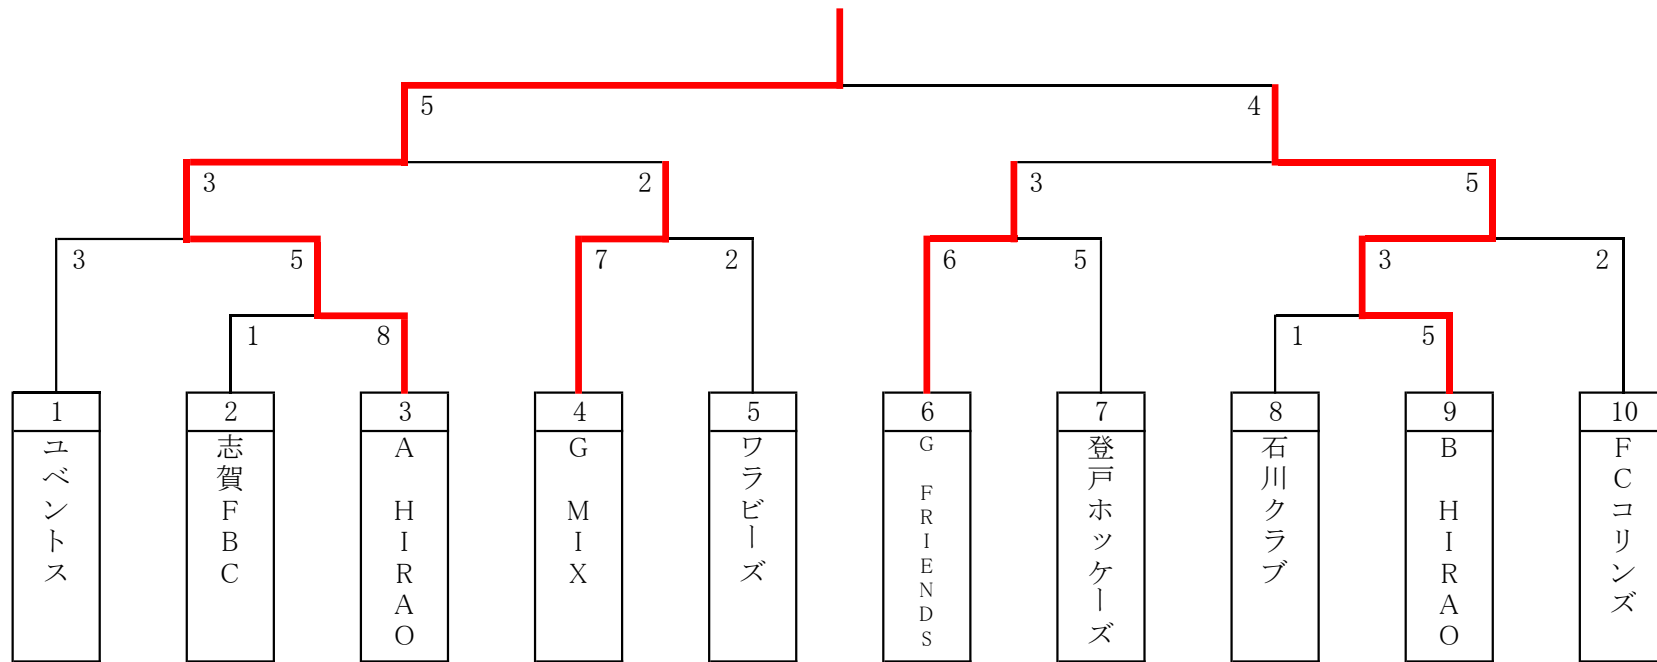 5 4
3 2 3 5
3 5 7 2 6 5 3 2
1 8 1 5
1 2 3 4 5 6 7 8 9 10
ユベントス
志賀FBC
A HIRAO
G MIX
ワラビーズ
G FRIENDS
登戸ホッケーズ
石川クラブ
B HIRAO
FCコリンズ